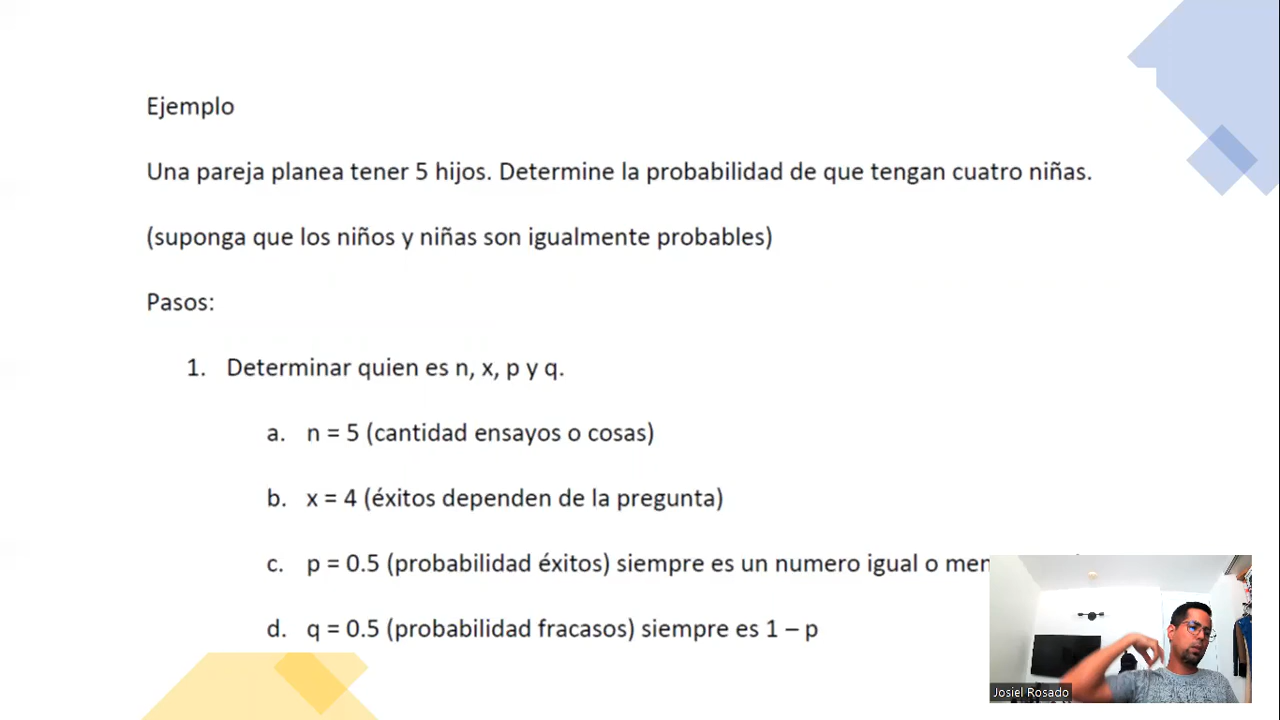 Ejemplo
Una pareja planea tener 5 hijos. Determine la probabilidad de que tengan cuatro niñas.
(suponga que los niños y niñas son igualmente probables)
Pasos:
1. Determinar quien es n, x, p y q.
a. n = 5 (cantidad ensayos o cosas)
b. x = 4 (éxitos dependen de la pregunta)
c. p = 0.5 (probabilidad éxitos) siempre es un numero igual o
d. q = 0.5 (probabilidad fracasos) siempre es 1 – p
Josiel Rosado